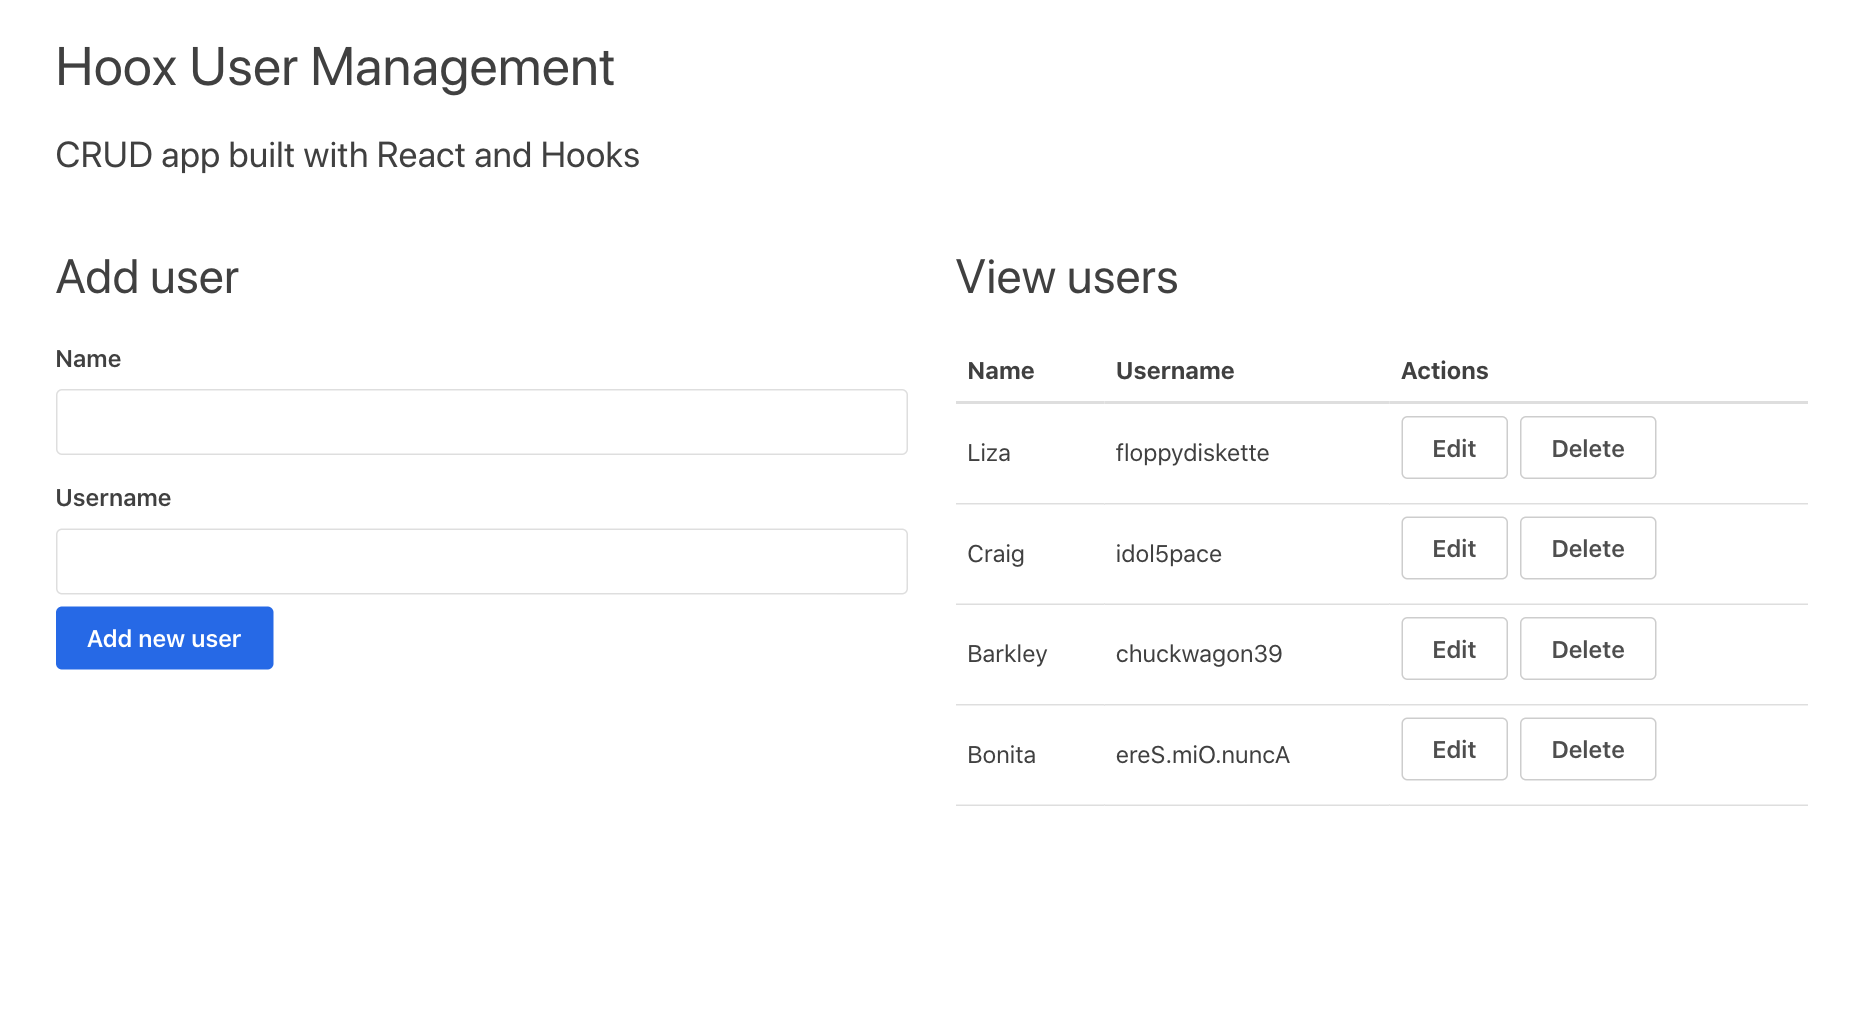 Hoox User Management
CRUD app built with React and Hooks
Add user
Name
Username
Add new user
View users
Name Username Actions
Liza floppydiskette Edit Delete
Craig idol5pace Edit Delete
Barkley chuckwagon39 Edit Delete
Bonita ereS.miO.nuncA Edit Delete